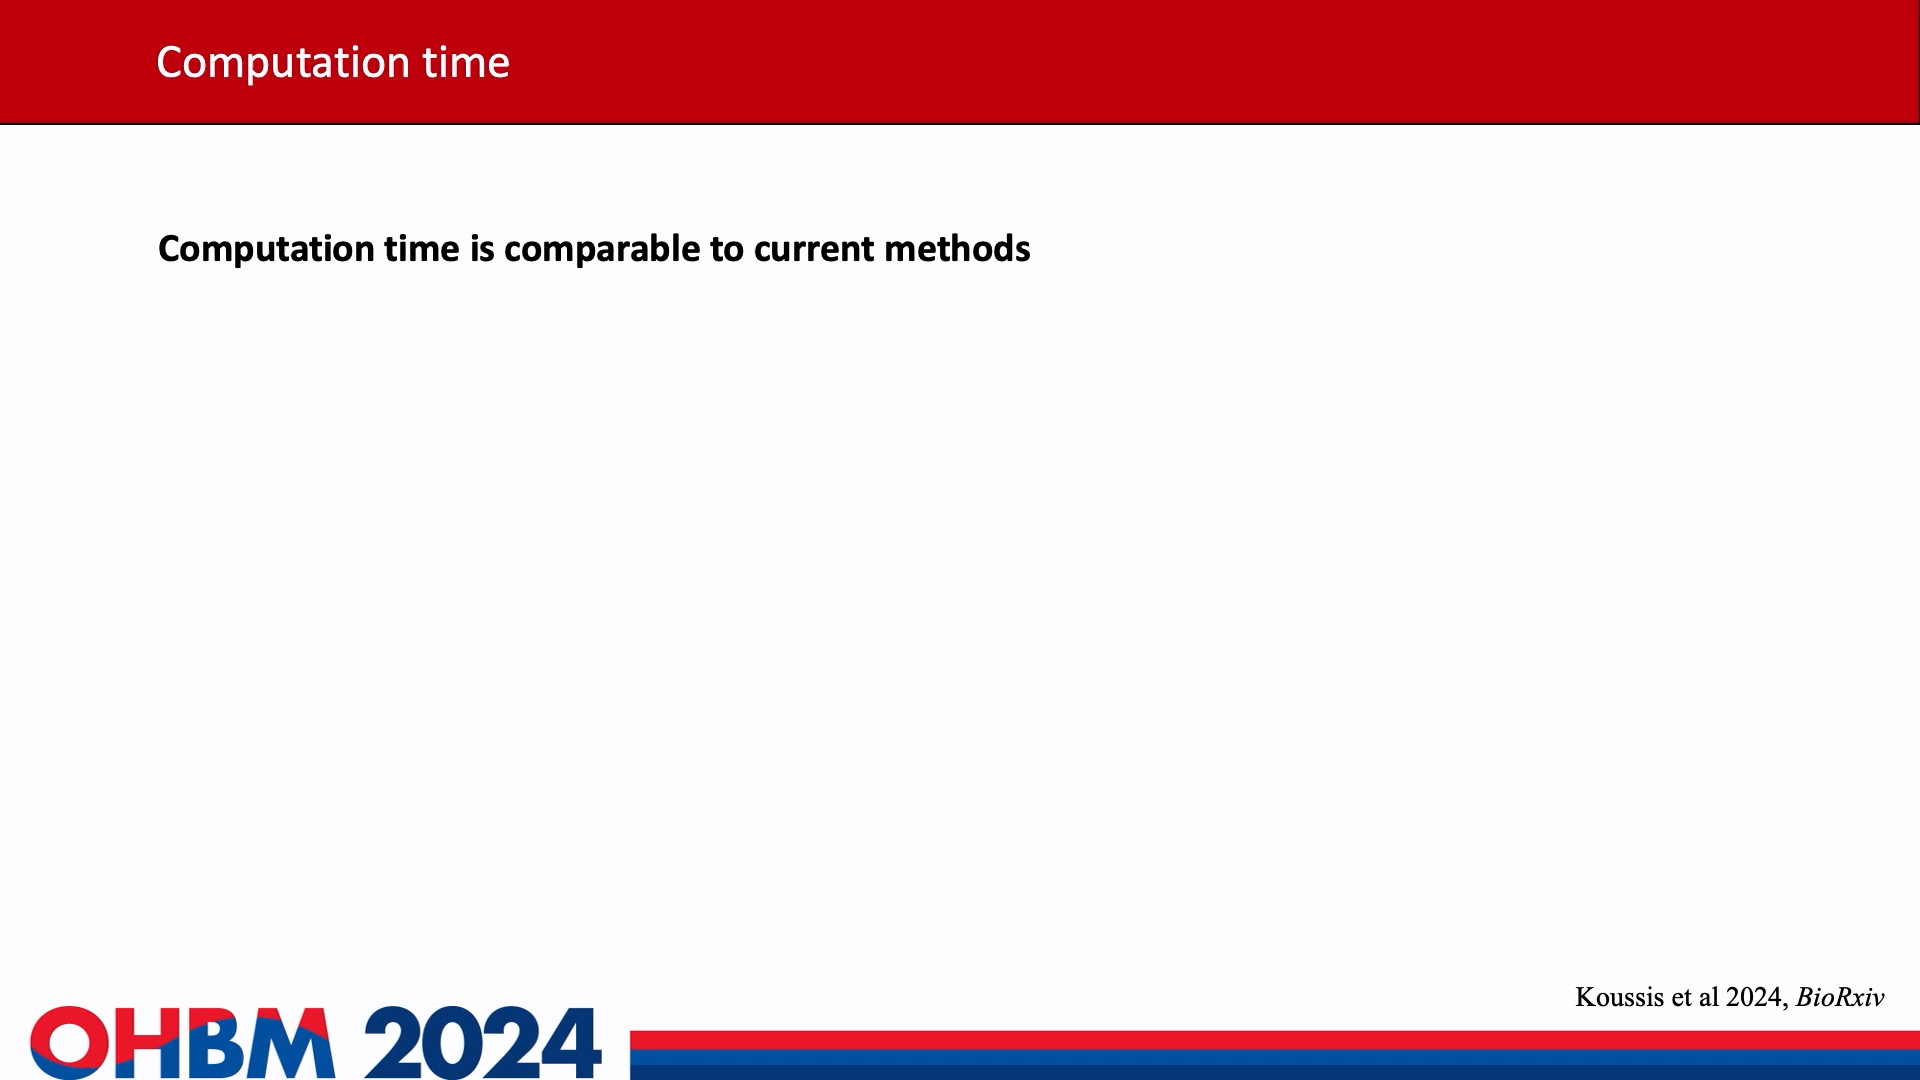 Computation time
Computation time is comparable to current methods
Koussis et al 2024, BioRxiv
OHBM 2024